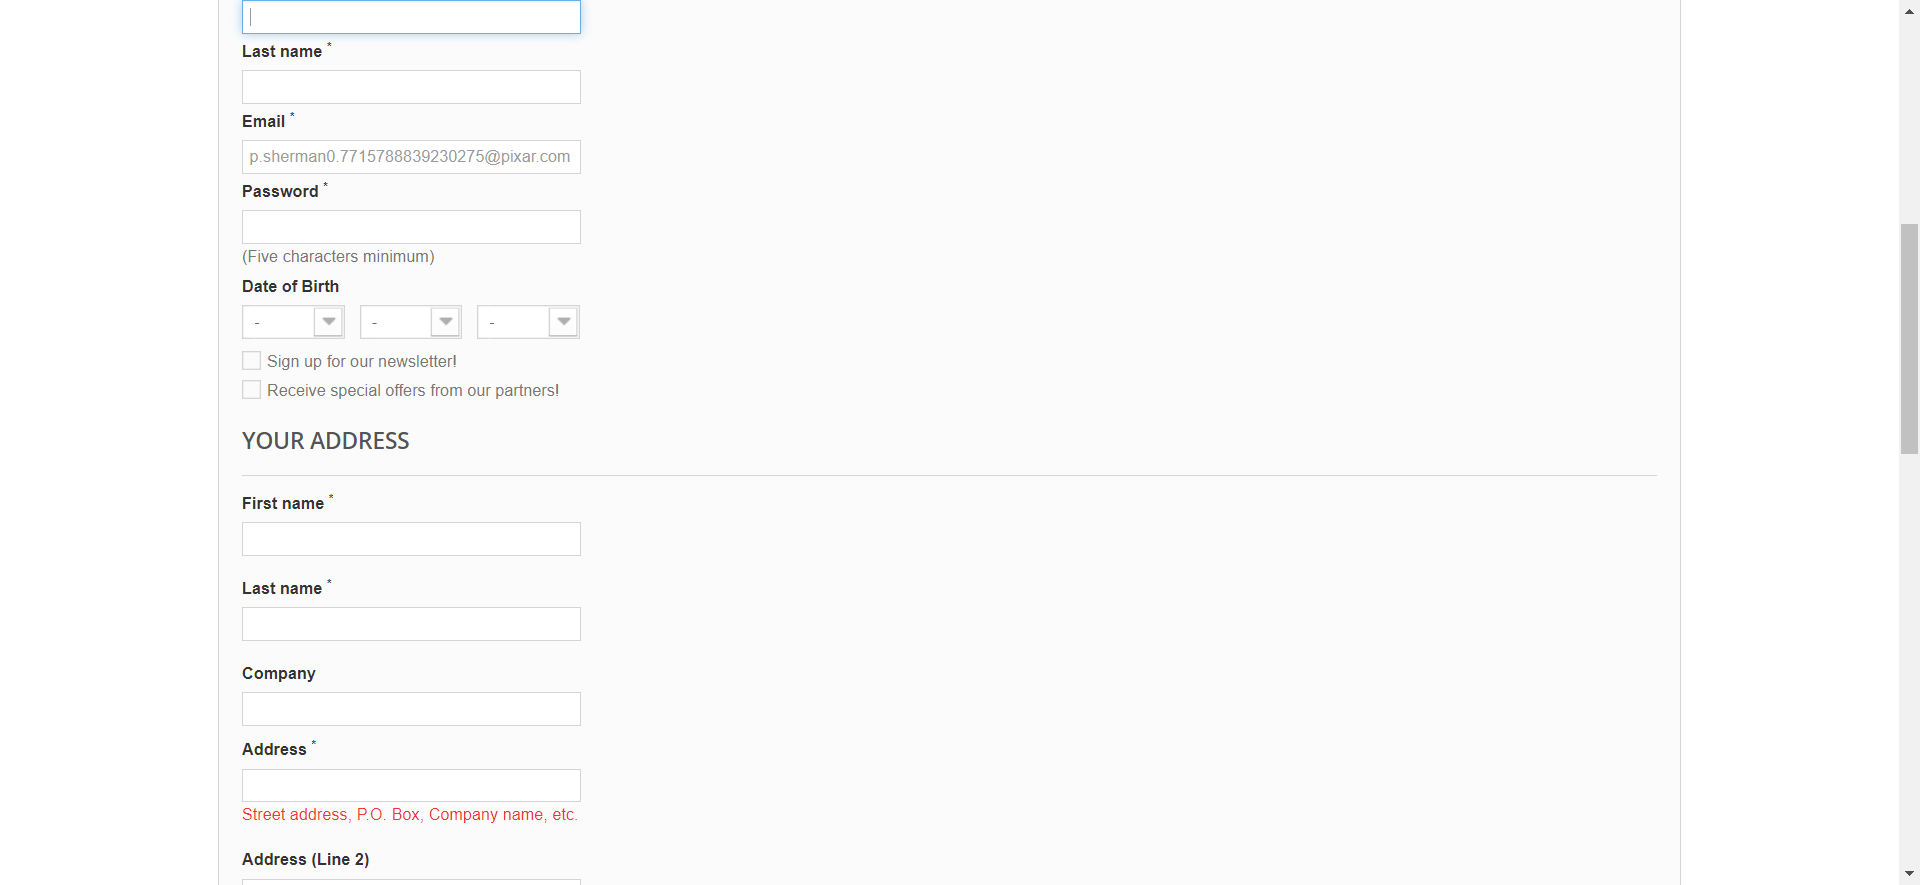 Last name *
Email *
p.sherman0.7715788839230275@pixar.com
Password *
(Five characters minimum)
Date of Birth
- - -
Sign up for our newsletter!
Receive special offers from our partners!
YOUR ADDRESS
First name *
Last name *
Company
Address *
Street address, P.O. Box, Company name, etc.
Address (Line 2)